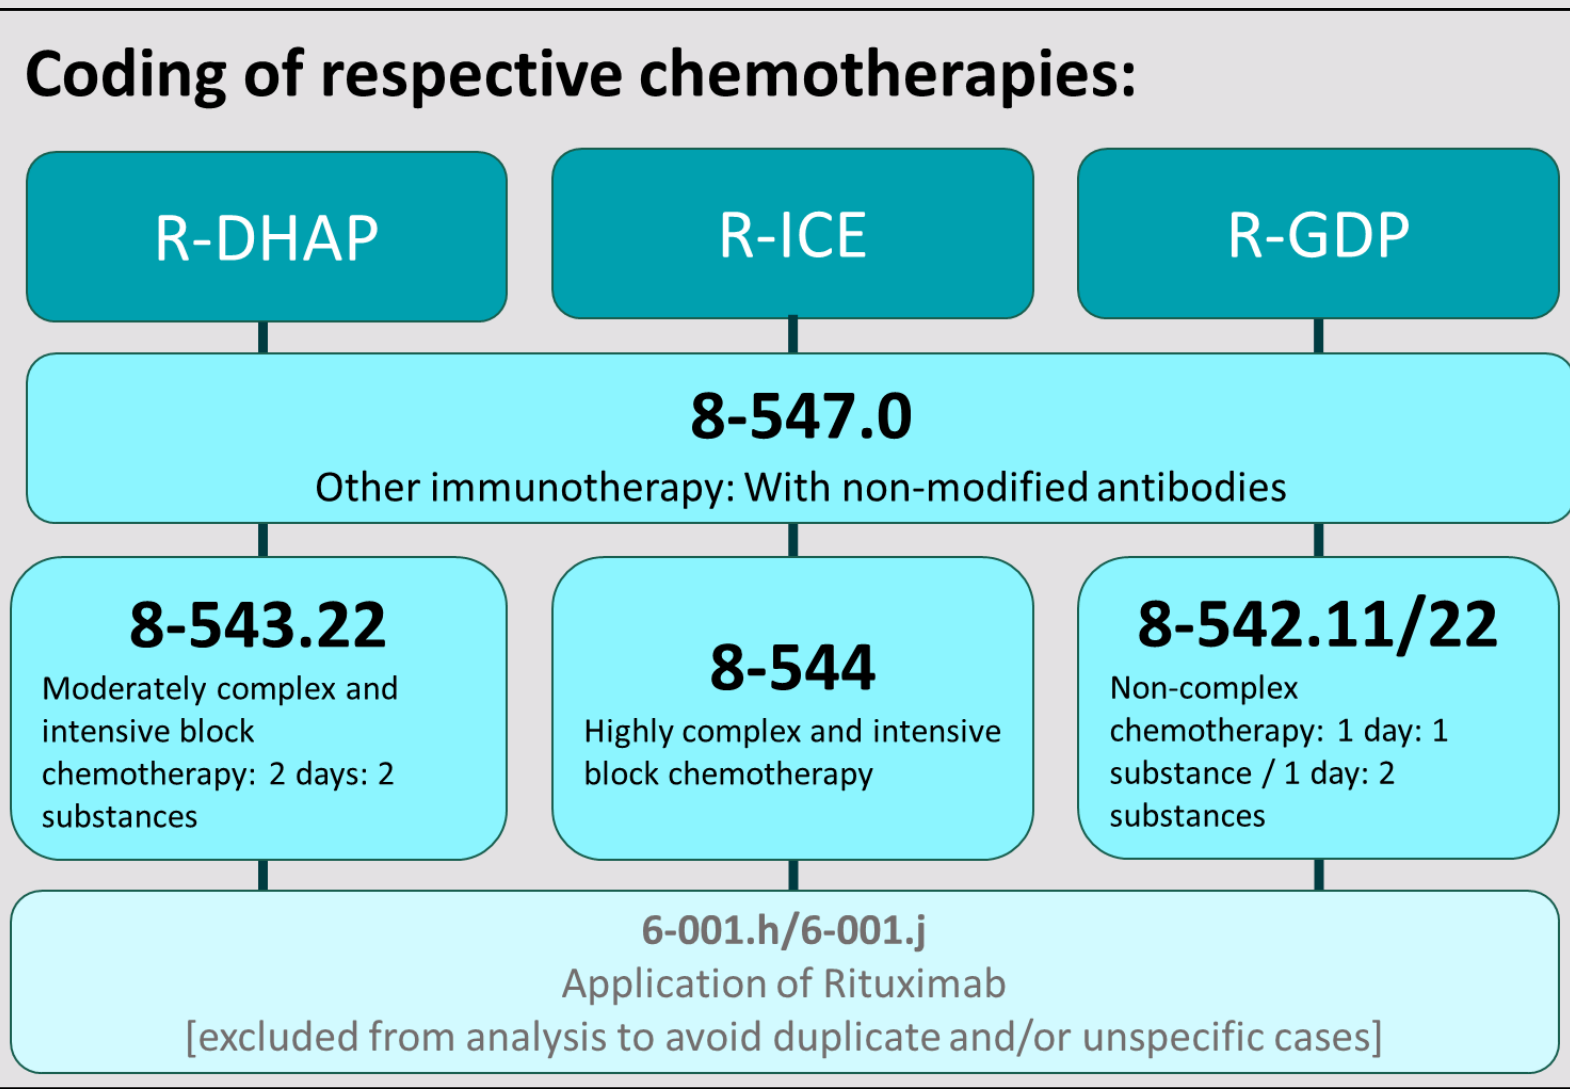 Coding of respective chemotherapies:
R-DHAP
R-ICE
R-GDP
8-547.0
Other immunotherapy: With non-modified antibodies
8-543.22
Moderately complex and
intensive block
chemotherapy: 2 days: 2
substances
8-544
Highly complex and intensive
block chemotherapy
8-542.11/22
Non-complex
chemotherapy: 1 day: 1
substance / 1 day: 2
substances
6-001.h/6-001.j
Application of Rituximab
[excluded from analysis to avoid duplicate and/or unspecific cases]